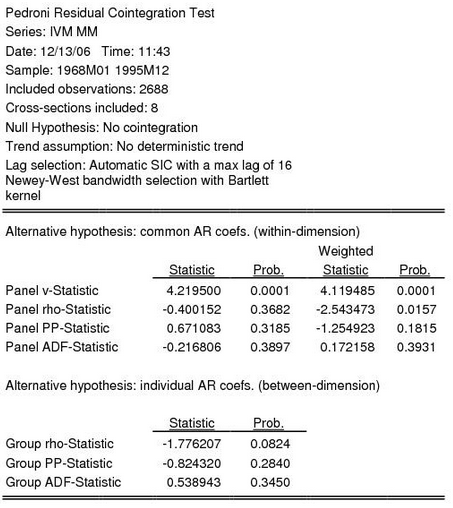 Pedroni Residual Cointegration Test
Series: IVM MM
Date: 12/13/06 Time: 11:43
Sample: 1968M01 1995M12
Included observations: 2688
Cross-sections included: 8
Null Hypothesis: No cointegration
Trend assumption: No deterministic trend
Lag selection: Automatic SIC with a max lag of 16
Newey-West bandwidth selection with Bartlett
kernel
Alternative hypothesis: common AR coefs. (within-dimension)
Weighted
Statistic Prob. Statistic Prob.
Panel v-Statistic 4.219500 0.0001 4.119485 0.0001
Panel rho-Statistic -0.400152 0.3682 -2.543473 0.0157
Panel PP-Statistic 0.671083 0.3185 -1.254923 0.1815
Panel ADF-Statistic -0.216806 0.3897 0.172158 0.3931
Alternative hypothesis: individual AR coefs. (between-dimension)
Statistic Prob.
Group rho-Statistic -1.776207 0.0824
Group PP-Statistic -0.824320 0.2840
Group ADF-Statistic 0.538943 0.3450